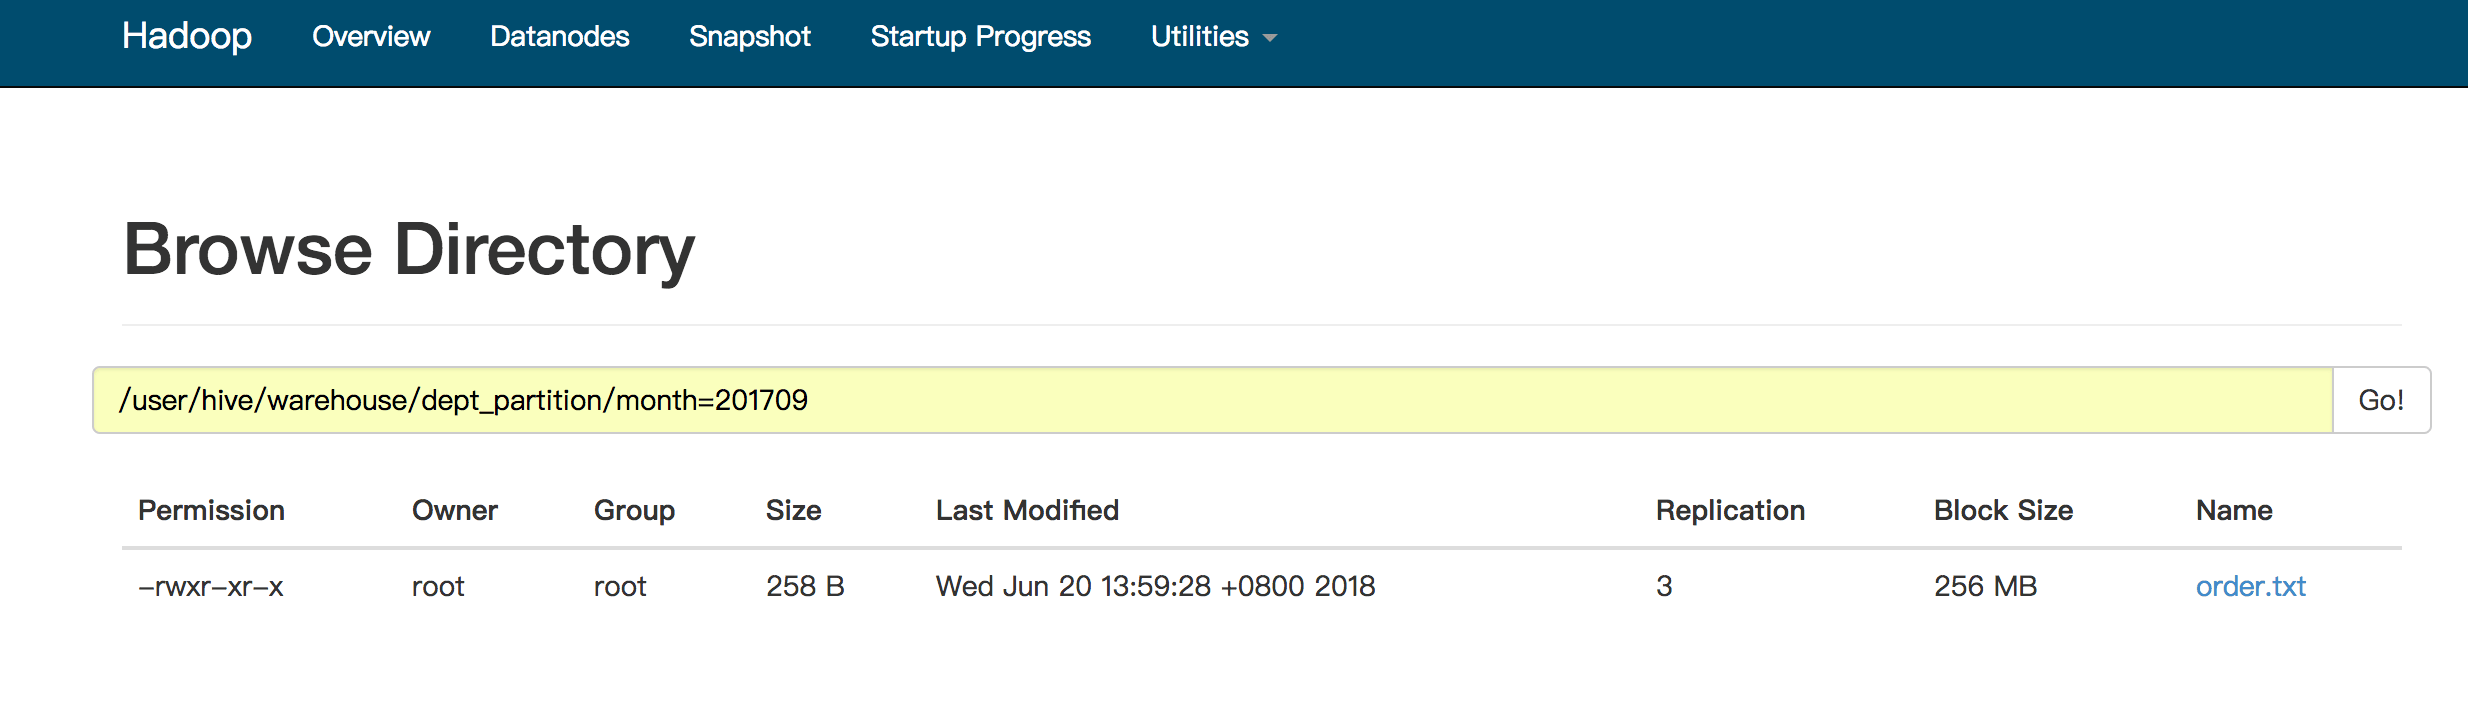 Hadoop Overview Datanodes Snapshot Startup Progress Utilities
Browse Directory
/user/hive/warehouse/dept_partition/month=201709 Go!
Permission Owner Group Size Last Modified Replication Block Size Name
-rwxr-xr-x root root 258 B Wed Jun 20 13:59:28 +0800 2018 3 256 MB order.txt